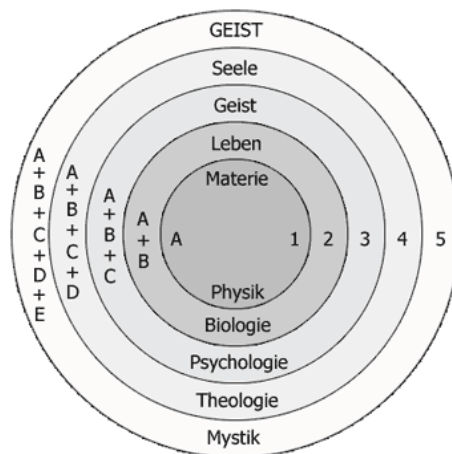 GEIST
Seele
Geist
Leben
Materie
A+B+C+D+E
A+B+C+D
A+B+C
A+B
A
1
2
3
4
5
Physik
Biologie
Psychologie
Theologie
Mystik